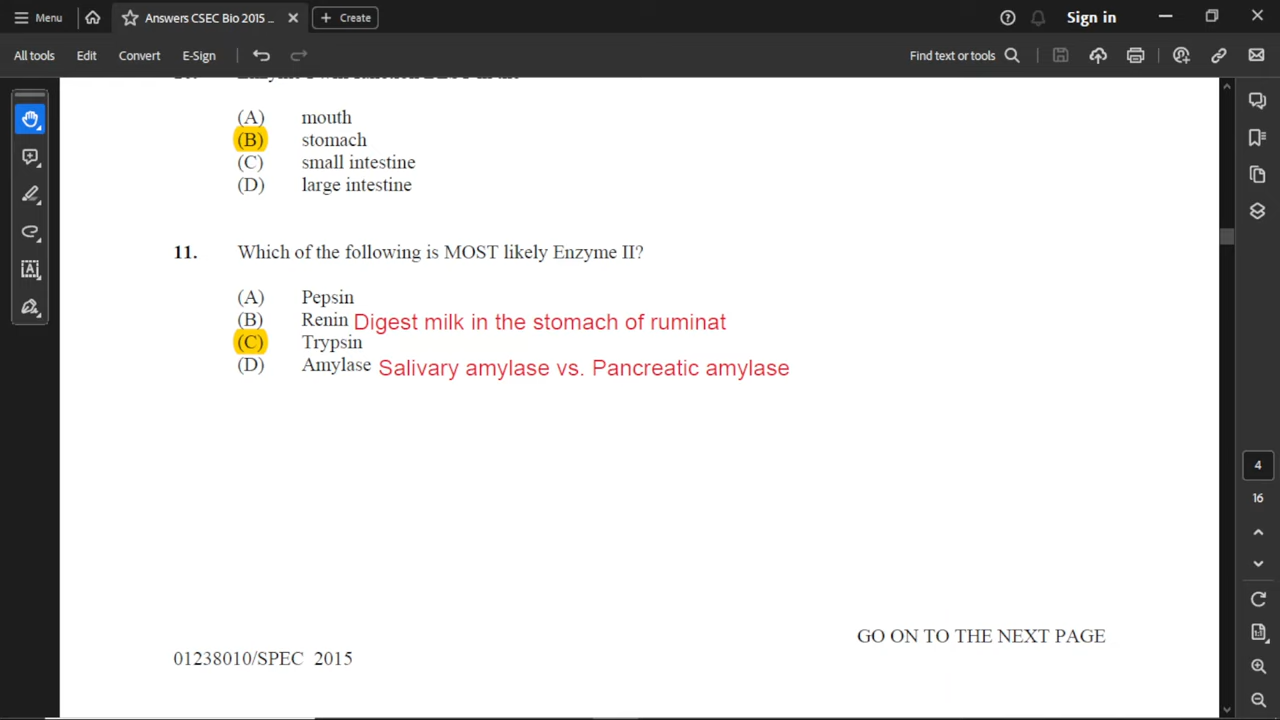 Menu
Answers CSEC Bio 2015 ...
Create
Sign in
All tools
Edit
Convert
E-Sign
Find text or tools
(A) mouth
(B) stomach
(C) small intestine
(D) large intestine
11. Which of the following is MOST likely Enzyme II?
(A) Pepsin
(B) Renin Digest milk in the stomach of ruminat
(C) Trypsin
(D) Amylase Salivary amylase vs. Pancreatic amylase
4
16
GO ON TO THE NEXT PAGE
01238010/SPEC 2015